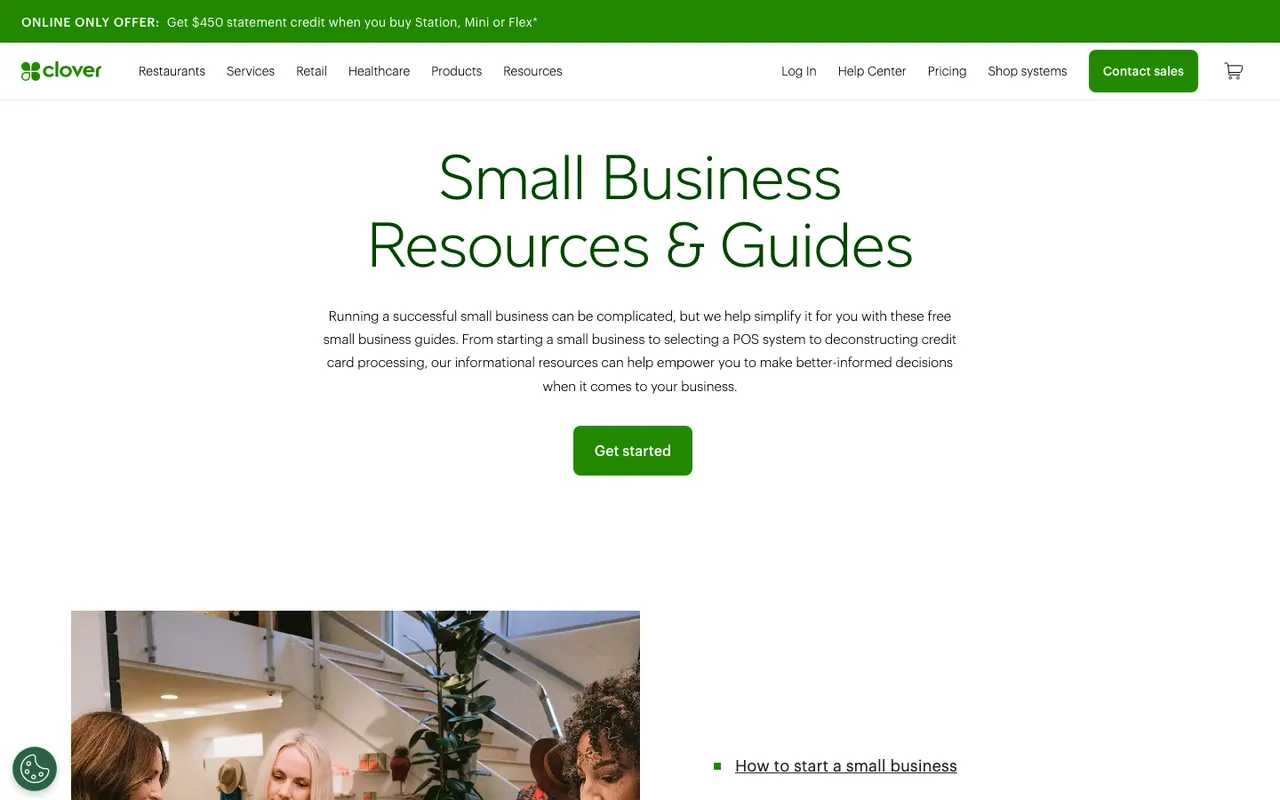 ONLINE ONLY OFFER: Get $450 statement credit when you buy Station, Mini or Flex*
clover
Restaurants
Services
Retail
Healthcare
Products
Resources
Log In
Help Center
Pricing
Shop systems
Contact sales
Small Business
Resources & Guides
Running a successful small business can be complicated, but we help simplify it for you with these free
small business guides. From starting a small business to selecting a POS system to deconstructing credit
card processing, our informational resources can help empower you to make better-informed decisions
when it comes to your business.
Get started
How to start a small business